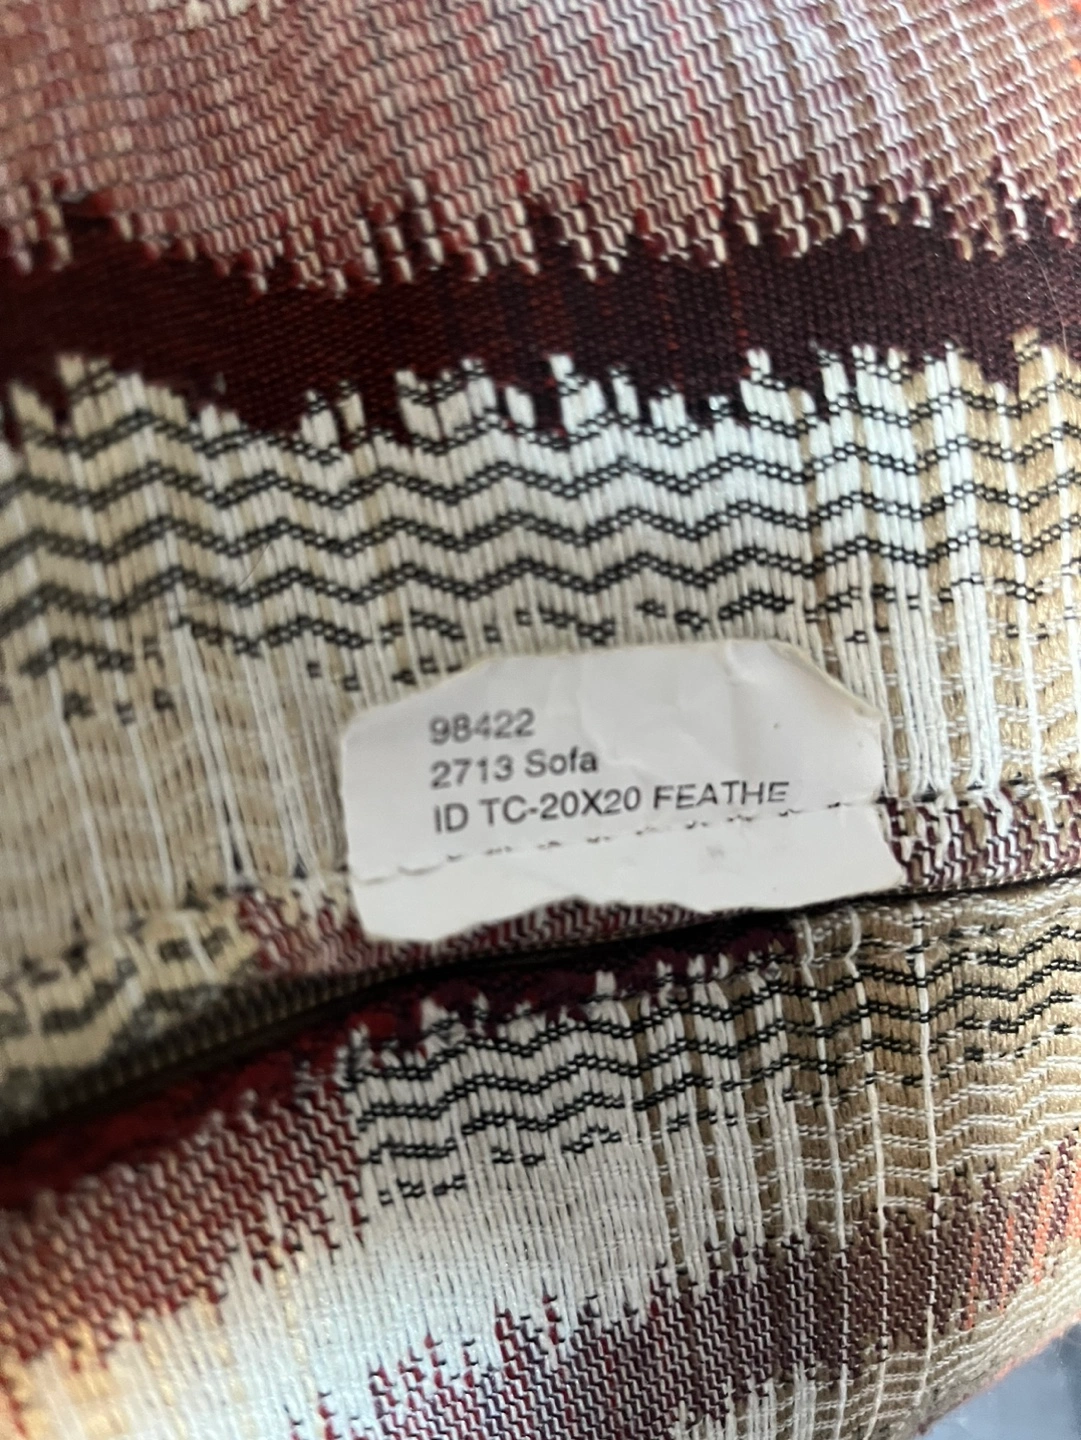 98422
2713 Sofa
ID TC-20X20 FEATHE